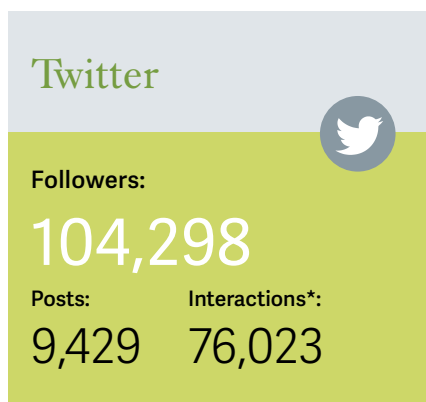 Twitter
Followers:
104,298
Posts: Interactions*:
9,429 76,023